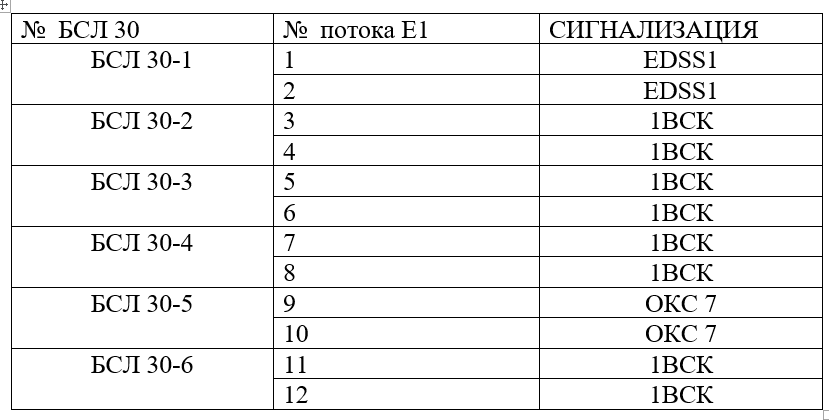 № БСЛ 30 № потока Е1 СИГНАЛИЗАЦИЯ
БСЛ 30-1 1 EDSS1
2 EDSS1
БСЛ 30-2 3 1ВСК
4 1ВСК
БСЛ 30-3 5 1ВСК
6 1ВСК
БСЛ 30-4 7 1ВСК
8 1ВСК
БСЛ 30-5 9 ОКС 7
10 ОКС 7
БСЛ 30-6 11 1ВСК
12 1ВСК